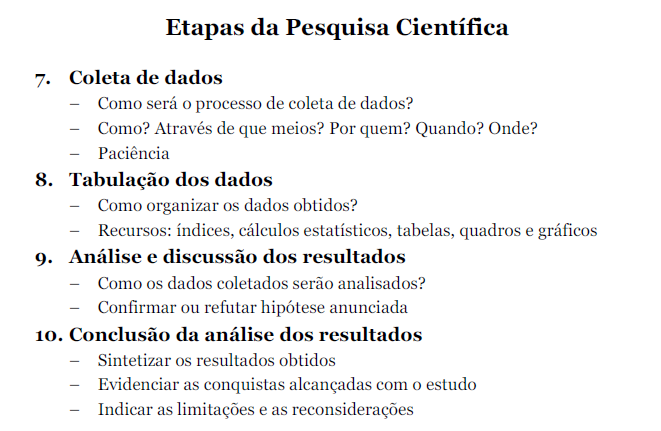 Etapas da Pesquisa Científica
7. Coleta de dados
– Como será o processo de coleta de dados?
– Como? Através de que meios? Por quem? Quando? Onde?
– Paciência
8. Tabulação dos dados
– Como organizar os dados obtidos?
– Recursos: índices, cálculos estatísticos, tabelas, quadros e gráficos
9. Análise e discussão dos resultados
– Como os dados coletados serão analisados?
– Confirmar ou refutar hipótese anunciada
10. Conclusão da análise dos resultados
– Sintetizar os resultados obtidos
– Evidenciar as conquistas alcançadas com o estudo
– Indicar as limitações e as reconsiderações